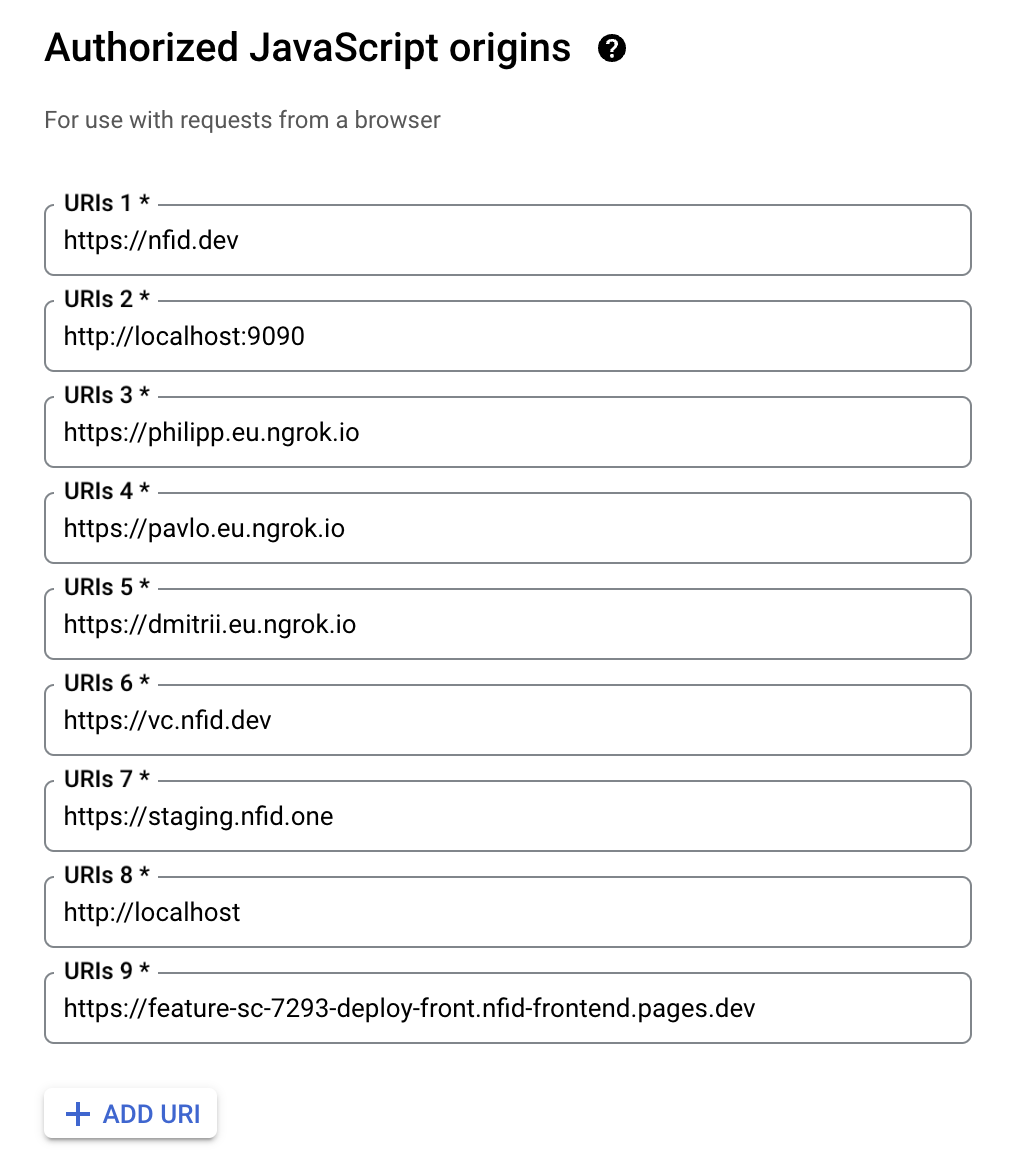 Authorized JavaScript origins ?
For use with requests from a browser
URIs 1 *
https://nfid.dev
URIs 2 *
http://localhost:9090
URIs 3 *
https://philipp.eu.ngrok.io
URIs 4 *
https://pavlo.eu.ngrok.io
URIs 5 *
https://dmitrii.eu.ngrok.io
URIs 6 *
https://vc.nfid.dev
URIs 7 *
https://staging.nfid.one
URIs 8 *
http://localhost
URIs 9 *
https://feature-sc-7293-deploy-front.nfid-frontend.pages.dev
+ ADD URI